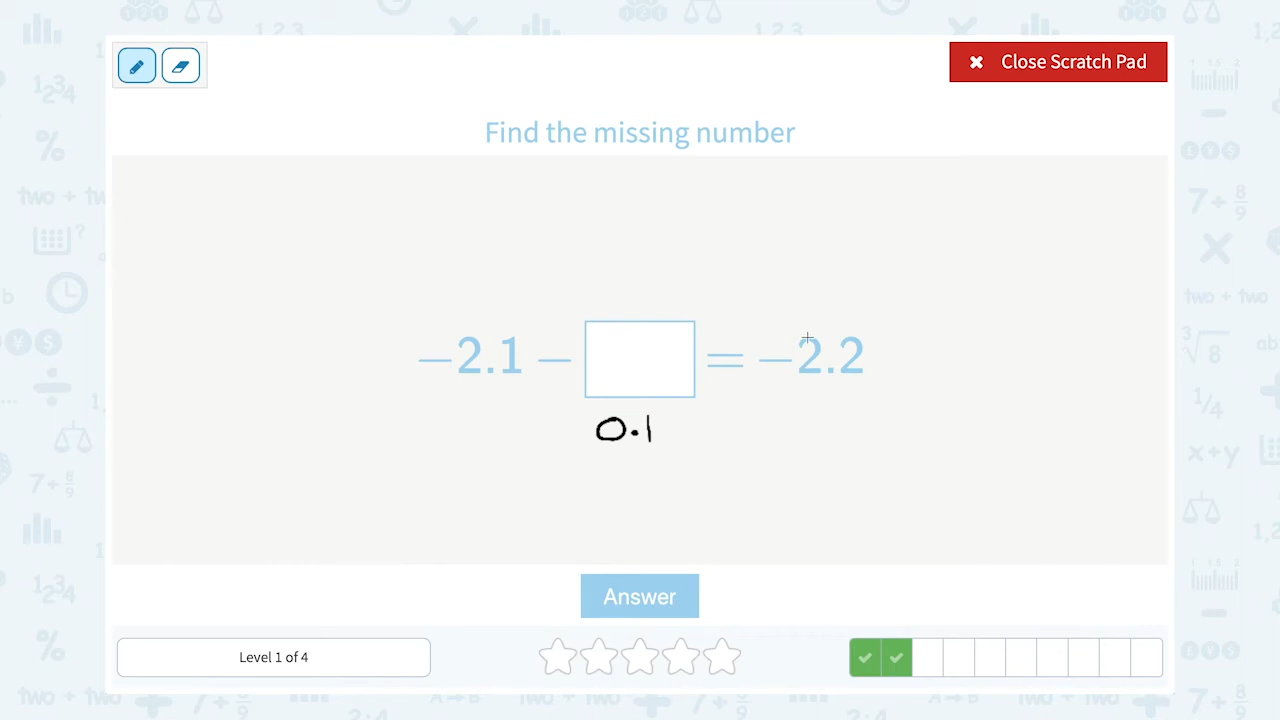 Close Scratch Pad
Find the missing number
−2.1 − = −2.2
0.1
Answer
Level 1 of 4